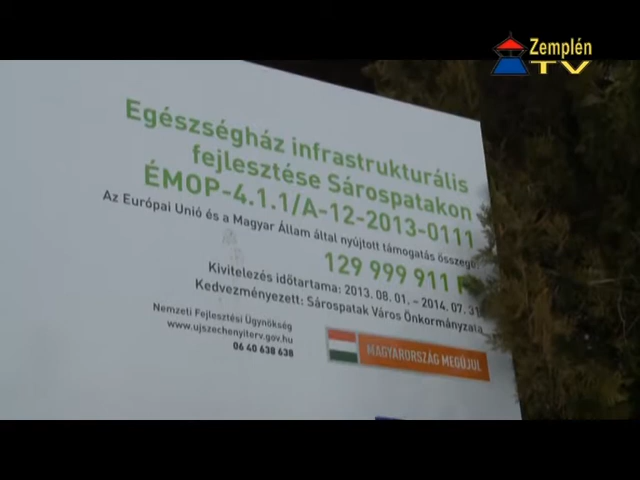 Zemplén
TV
Egészségház infrastrukturális
fejlesztése Sárospatakon
ÉMOP-4.1.1/A-12-2013-0111
Az Európai Unió és a Magyar Állam által nyújtott támogatás összege:
129 999 911
Kivitelezés időtartama: 2013. 08. 01. – 2014. 07. 31.
Kedvezményezett: Sárospatak Város Önkormányzata
Nemzeti Fejlesztési Ügynökség
www.ujszechenyiterv.gov.hu
06 40 638 638
MAGYARORSZÁG MEGÚJUL